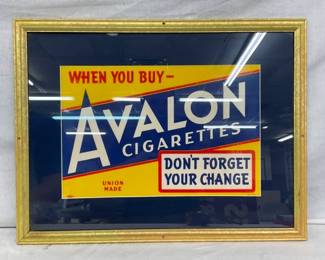 WHEN YOU BUY—
AVALON
CIGARETTES
UNION
MADE
DON'T FORGET
YOUR CHANGE